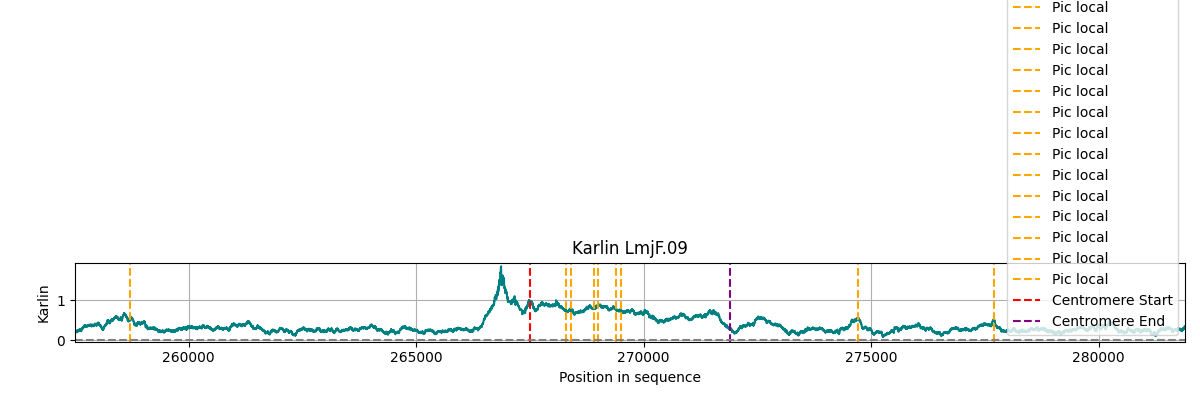 Pic local
Pic local
Pic local
Pic local
Pic local
Pic local
Pic local
Pic local
Pic local
Pic local
Pic local
Pic local
Pic local
Pic local
Centromere Start
Centromere End
Karlin LmjF.09
Karlin
1
0
260000
265000
270000
275000
280000
Position in sequence